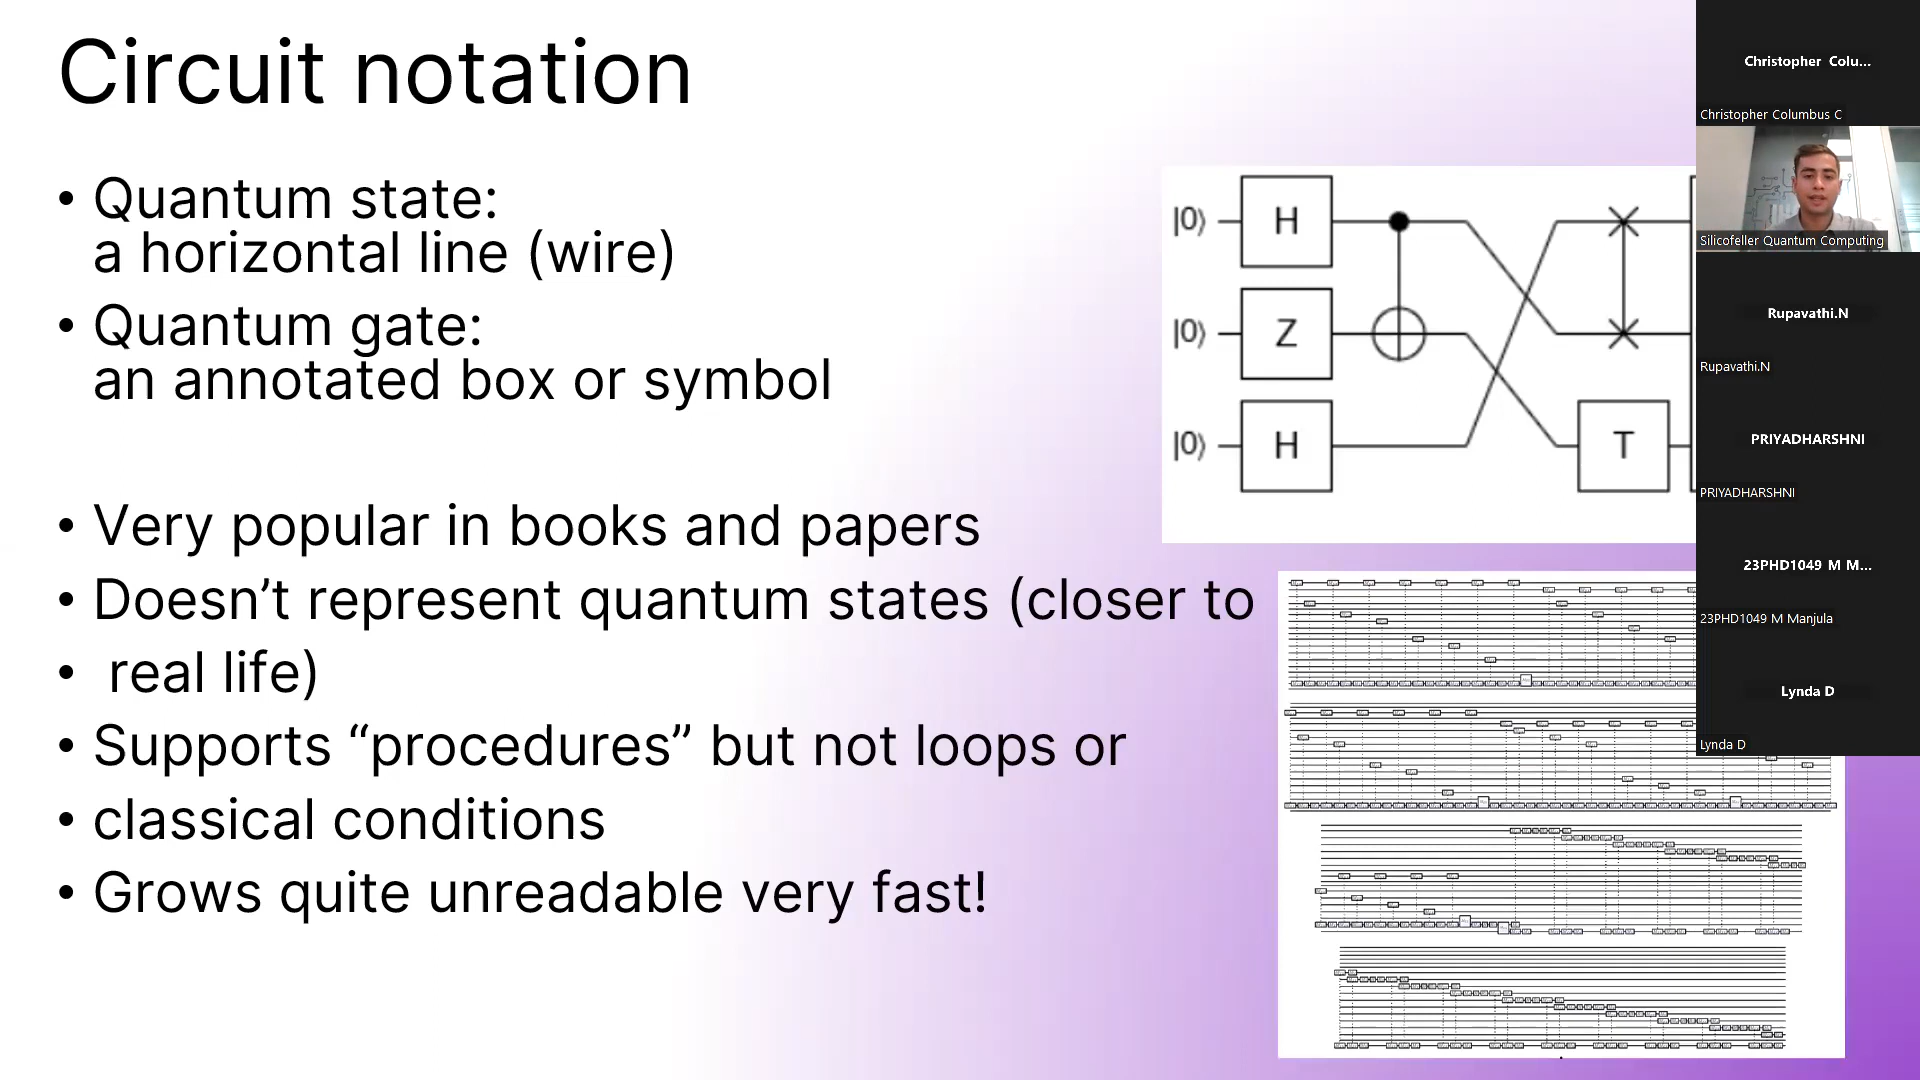 Circuit notation
• Quantum state:
a horizontal line (wire)
• Quantum gate:
an annotated box or symbol
• Very popular in books and papers
• Doesn’t represent quantum states (closer to
• real life)
• Supports “procedures” but not loops or
• classical conditions
• Grows quite unreadable very fast!
|0⟩ H
|0⟩ Z
|0⟩ H T
Christopher Colu...
Christopher Columbus C
Silicofeller Quantum Computing
Rupavathi.N
Rupavathi.N
PRIYADHARSHNI
PRIYADHARSHNI
23PHD1049 M M...
23PHD1049 M Manjula
Lynda D
Lynda D